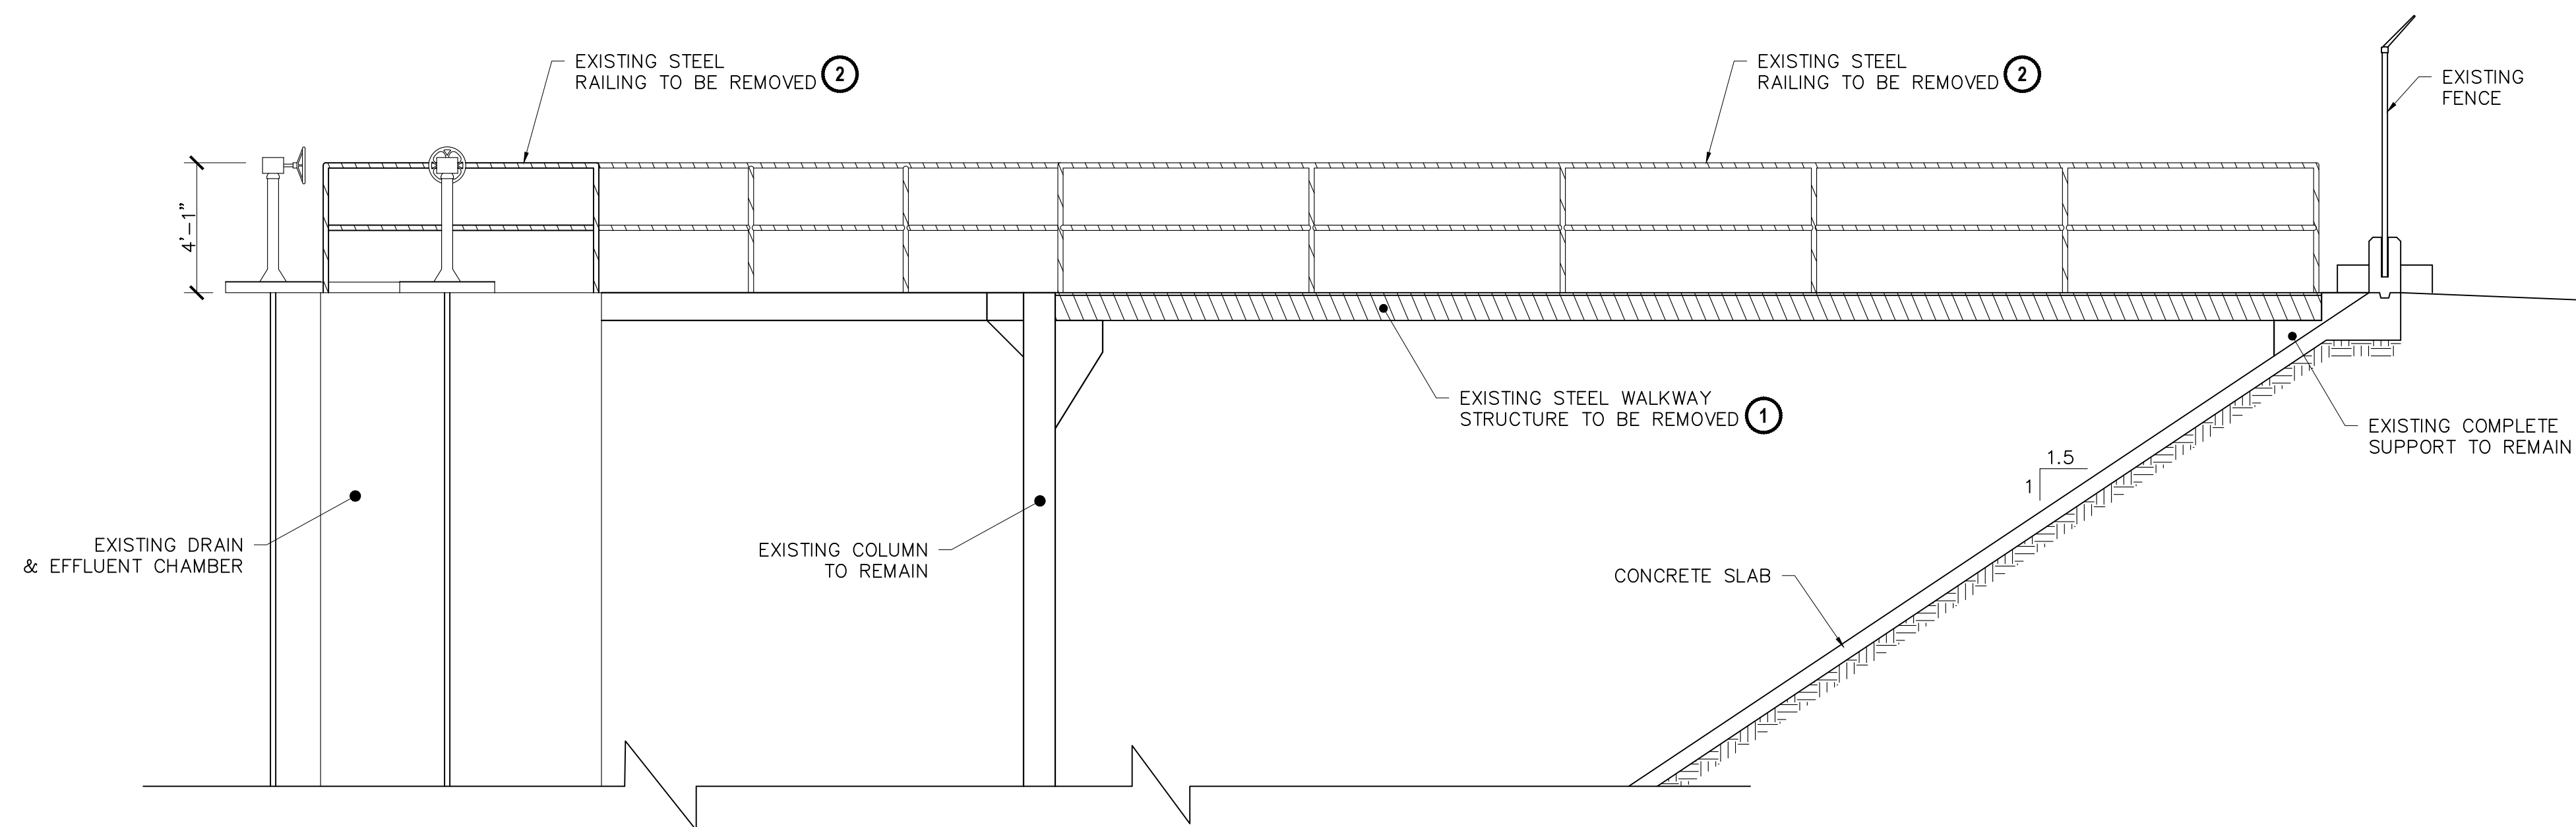 EXISTING STEEL
RAILING TO BE REMOVED 2
EXISTING STEEL
RAILING TO BE REMOVED 2
EXISTING
FENCE
4'-1"
EXISTING STEEL WALKWAY
STRUCTURE TO BE REMOVED 1
EXISTING COMPLETE
SUPPORT TO REMAIN
1.5
1
EXISTING DRAIN
& EFFLUENT CHAMBER
EXISTING COLUMN
TO REMAIN
CONCRETE SLAB